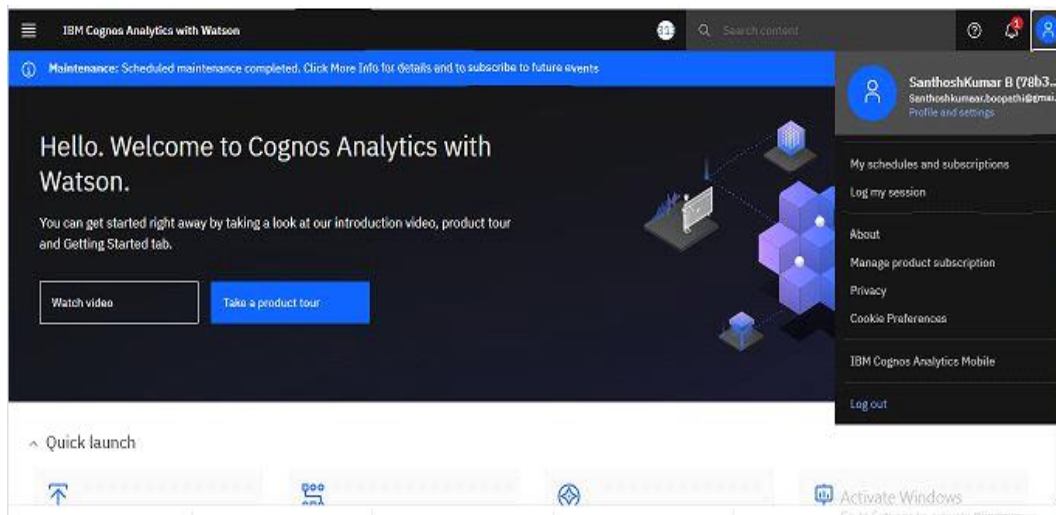 IBM Cognos Analytics with Watson
Search content
Maintenance: Scheduled maintenance completed. Click More Info for details and to subscribe to future events
SanthoshKumar B (78b3...
Santhoshkumaar.boopathi@gmai...
Profile and settings
Hello. Welcome to Cognos Analytics with
Watson.
You can get started right away by taking a look at our introduction video, product tour
and Getting Started tab.
Watch video
Take a product tour
My schedules and subscriptions
Log my session
About
Manage product subscription
Privacy
Cookie Preferences
IBM Cognos Analytics Mobile
Log out
Quick launch
Activate Windows